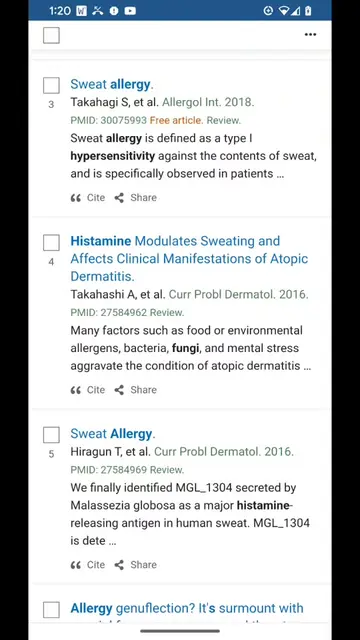 1:20
Sweat allergy.
3
Takahagi S, et al. Allergol Int. 2018.
PMID: 30075993 Free article. Review.
Sweat allergy is defined as a type I
hypersensitivity against the contents of sweat,
and is specifically observed in patients …
Cite Share
Histamine Modulates Sweating and
4
Affects Clinical Manifestations of Atopic
Dermatitis.
Takahashi A, et al. Curr Probl Dermatol. 2016.
PMID: 27584962 Review.
Many factors such as food or environmental
allergens, bacteria, fungi, and mental stress
aggravate the condition of atopic dermatitis …
Cite Share
Sweat Allergy.
5
Hiragun T, et al. Curr Probl Dermatol. 2016.
PMID: 27584969 Review.
We finally identified MGL_1304 secreted by
Malassezia globosa as a major histamine-
releasing antigen in human sweat. MGL_1304
is dete …
Cite Share
Allergy genuflection? It's surmount with